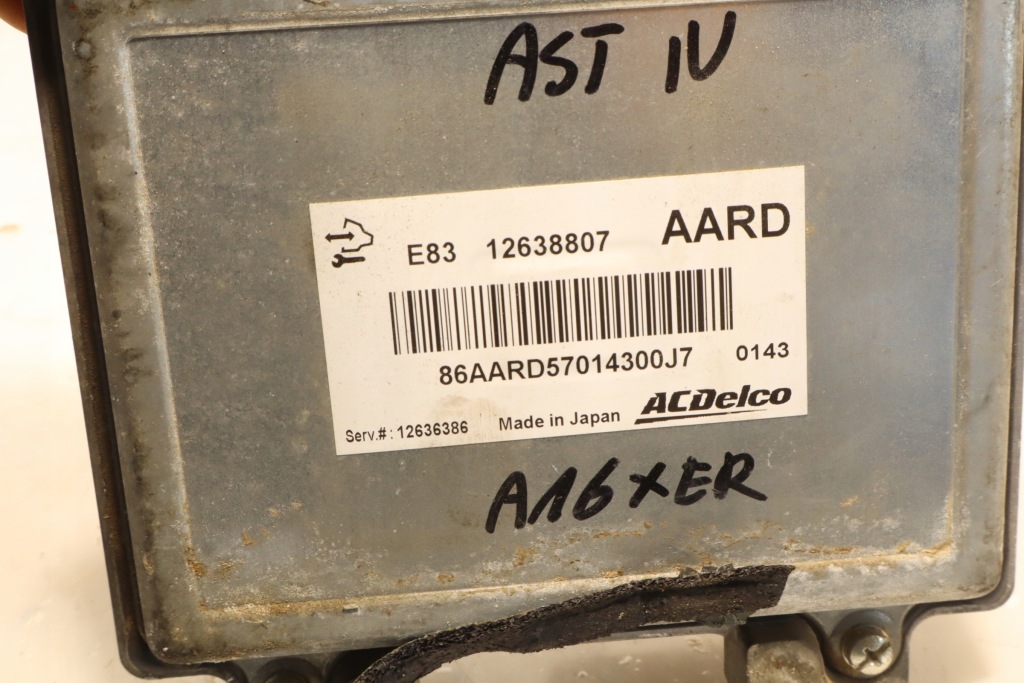 AST IV
E83 12638807 AARD
86AARD57014300J7 0143
Serv.#: 12636386 Made in Japan ACDelco
A16XER